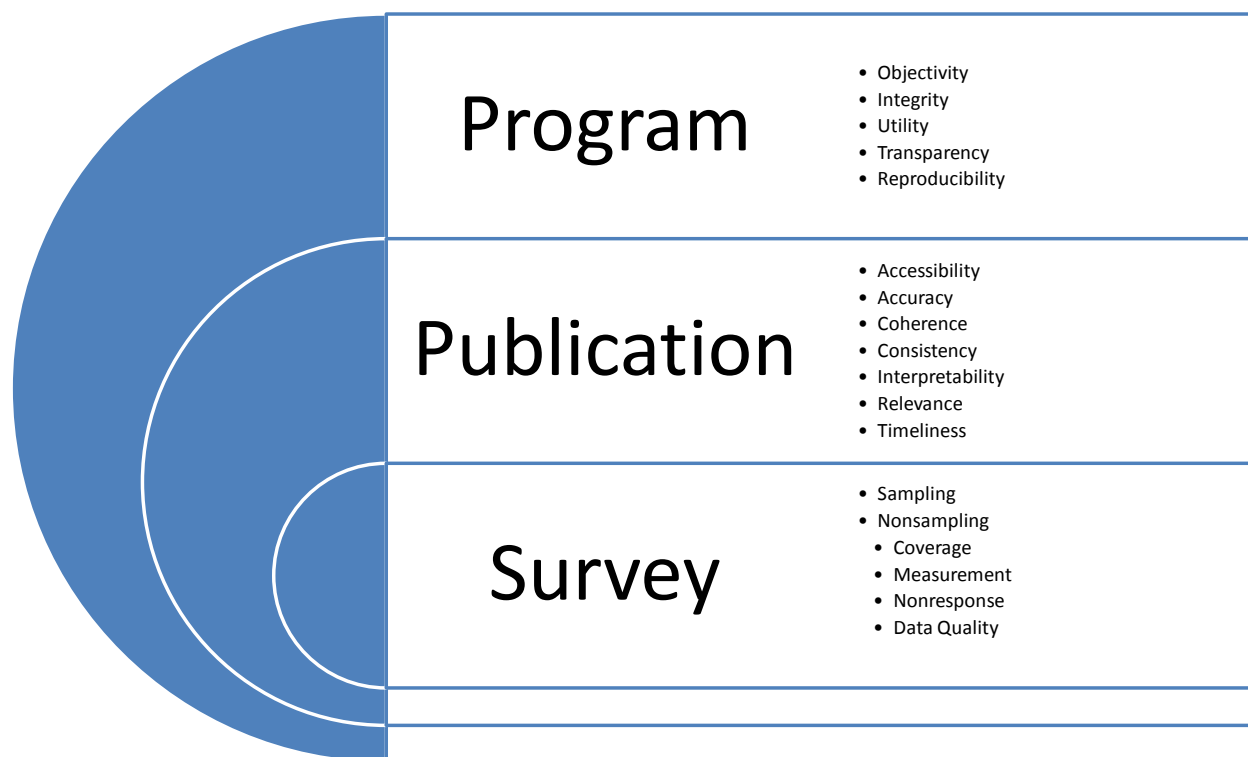 Program
• Objectivity
• Integrity
• Utility
• Transparency
• Reproducibility
Publication
• Accessibility
• Accuracy
• Coherence
• Consistency
• Interpretability
• Relevance
• Timeliness
Survey
• Sampling
• Nonsampling
• Coverage
• Measurement
• Nonresponse
• Data Quality